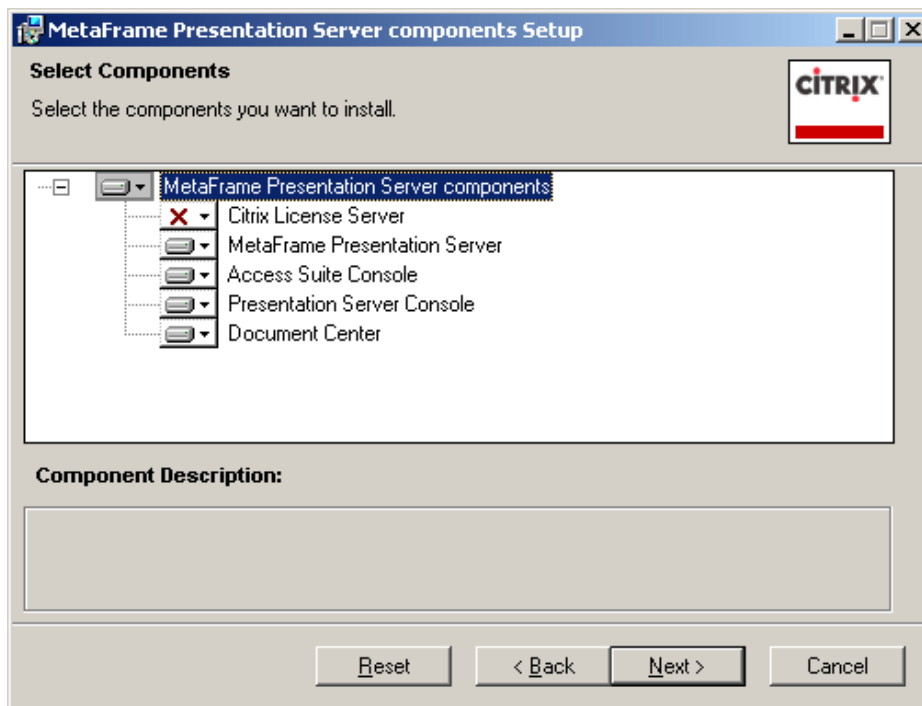 MetaFrame Presentation Server components Setup
Select Components
Select the components you want to install.
CITRIX
MetaFrame Presentation Server components
Citrix License Server
MetaFrame Presentation Server
Access Suite Console
Presentation Server Console
Document Center
Component Description:
Reset < Back Next > Cancel